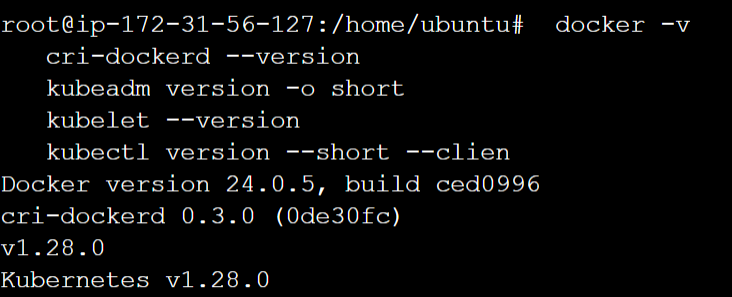 root@ip-172-31-56-127:/home/ubuntu# docker -v
cri-dockerd --version
kubeadm version -o short
kubelet --version
kubectl version --short --clien
Docker version 24.0.5, build ced0996
cri-dockerd 0.3.0 (0de30fc)
v1.28.0
Kubernetes v1.28.0